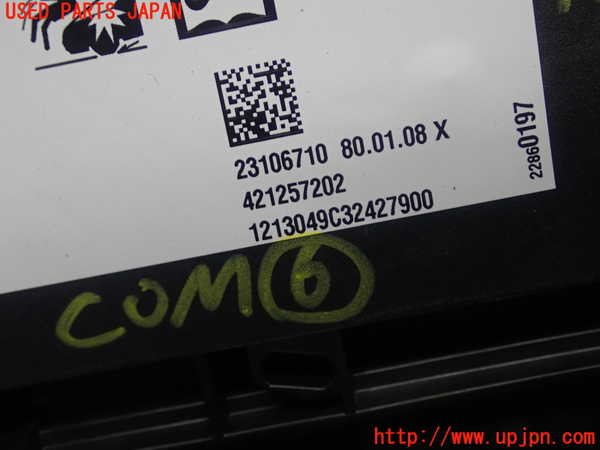 USED PARTS JAPAN
23106710 80.01.08 X
421257202
1213049C32427900
22860197
COM⑥
http://www.upjpn.com/